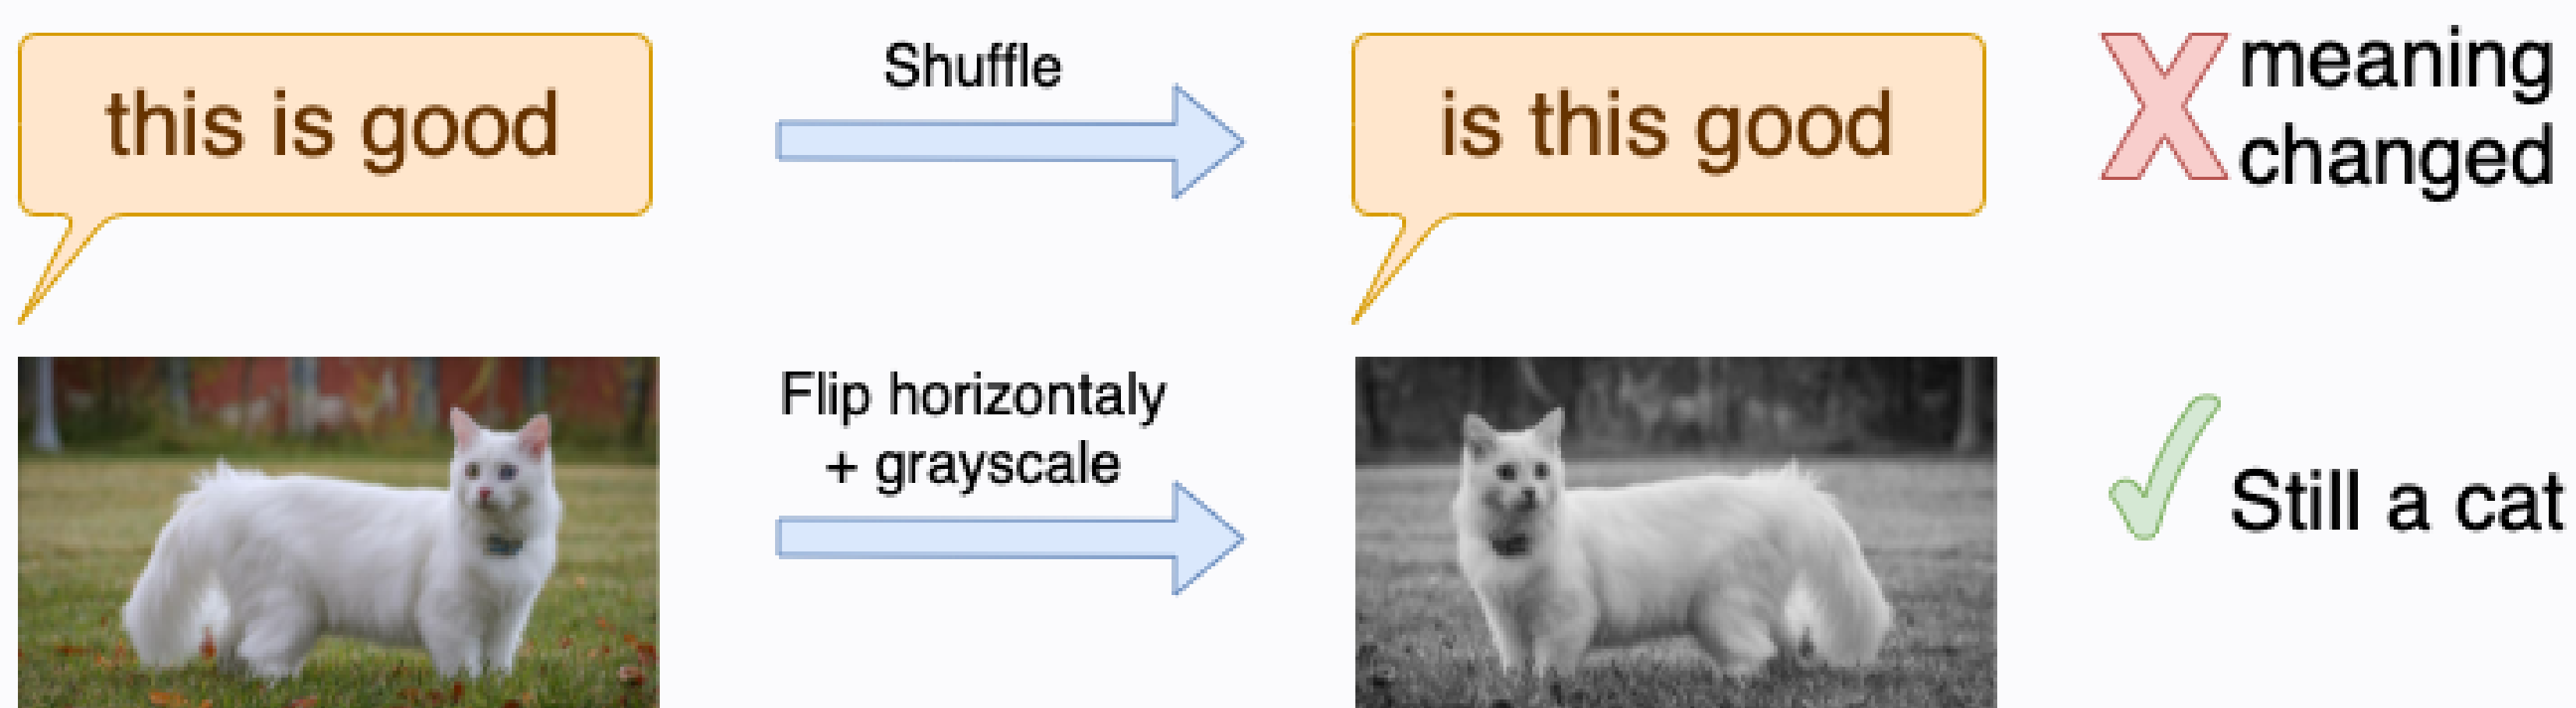 this is good
Shuffle
is this good
X meaning
changed
Flip horizontaly
+ grayscale
Still a cat